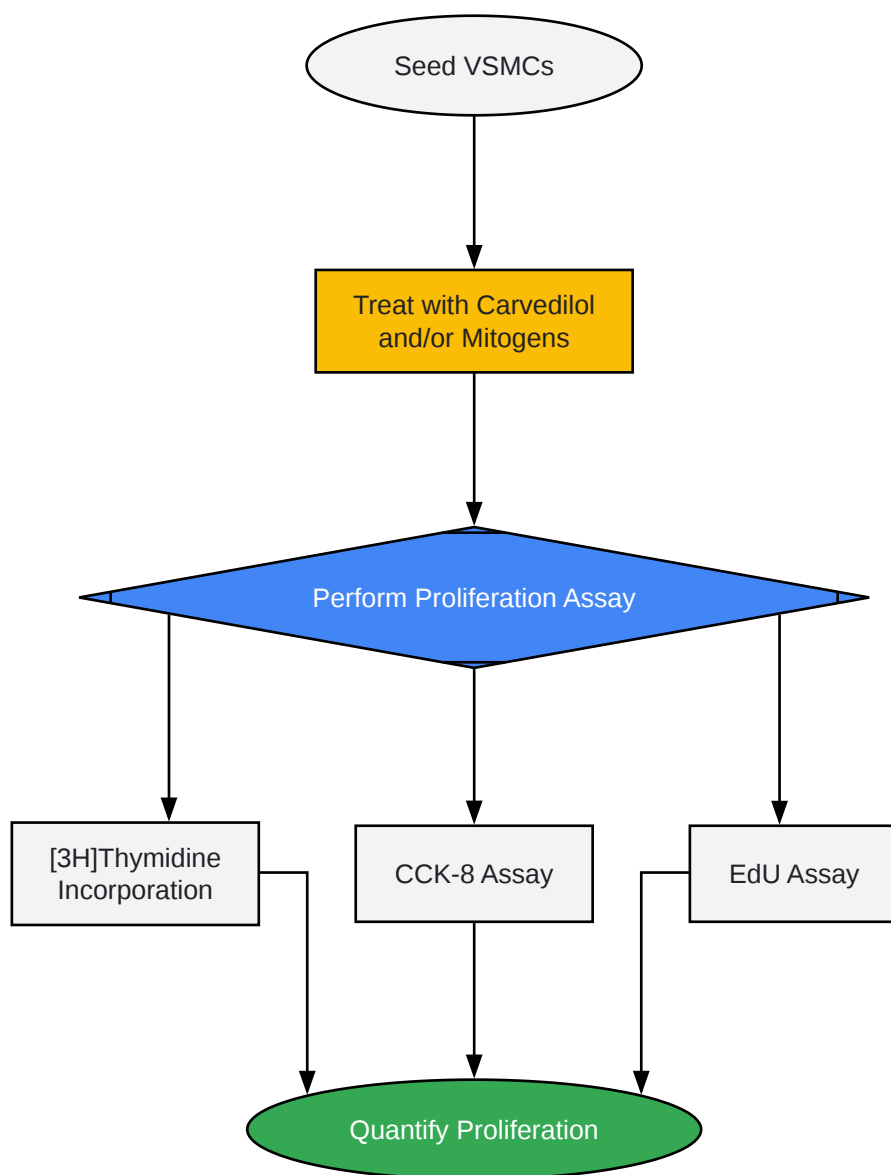 Seed VSMCs
Treat with Carvedilol
and/or Mitogens
Perform Proliferation Assay
[3H]Thymidine
Incorporation
CCK-8 Assay
EdU Assay
Quantify Proliferation